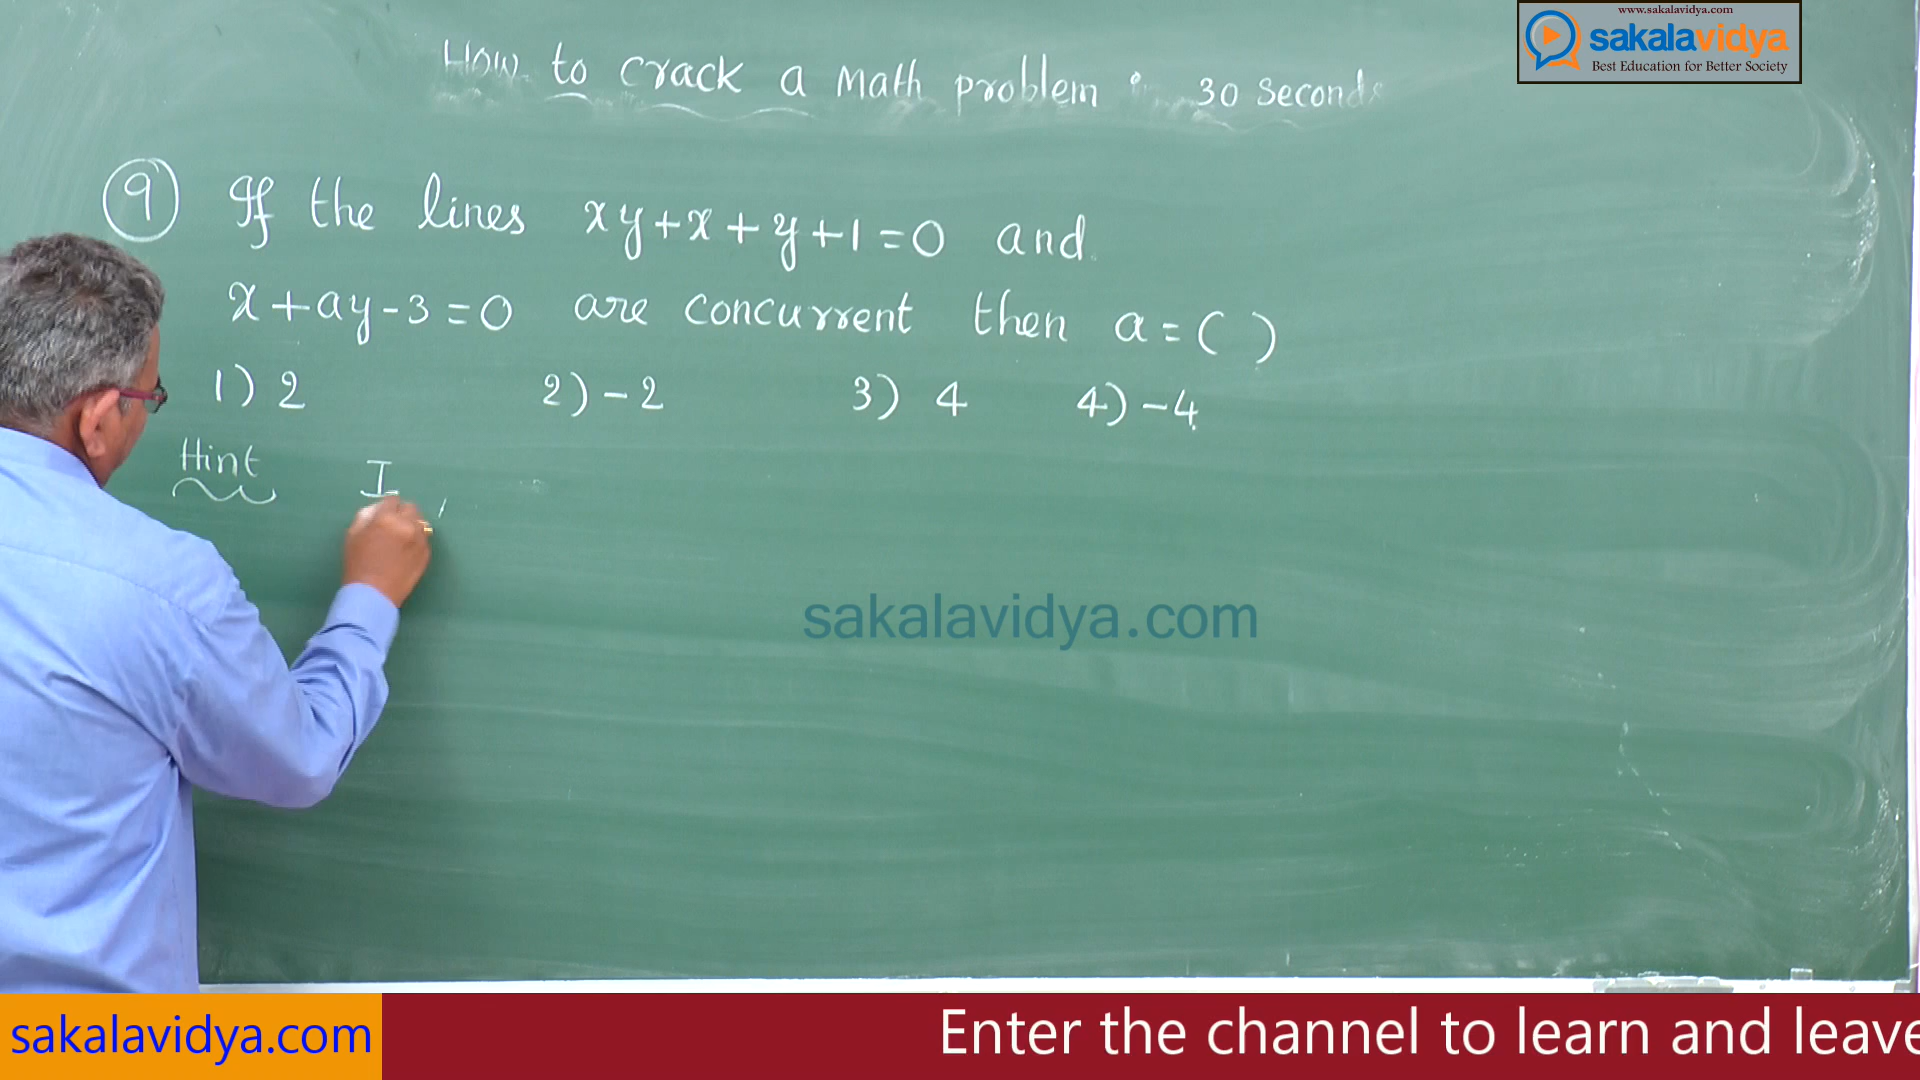 www.sakalavidya.com
sakalavidya
Best Education for Better Society
How to crack a math problem in 30 seconds
9 If the lines xy+x+y+1=0 and
x+ay-3=0 are concurrent then a=( )
1) 2 2) -2 3) 4 4) -4
Hint I
sakalavidya.com
sakalavidya.com Enter the channel to learn and leave